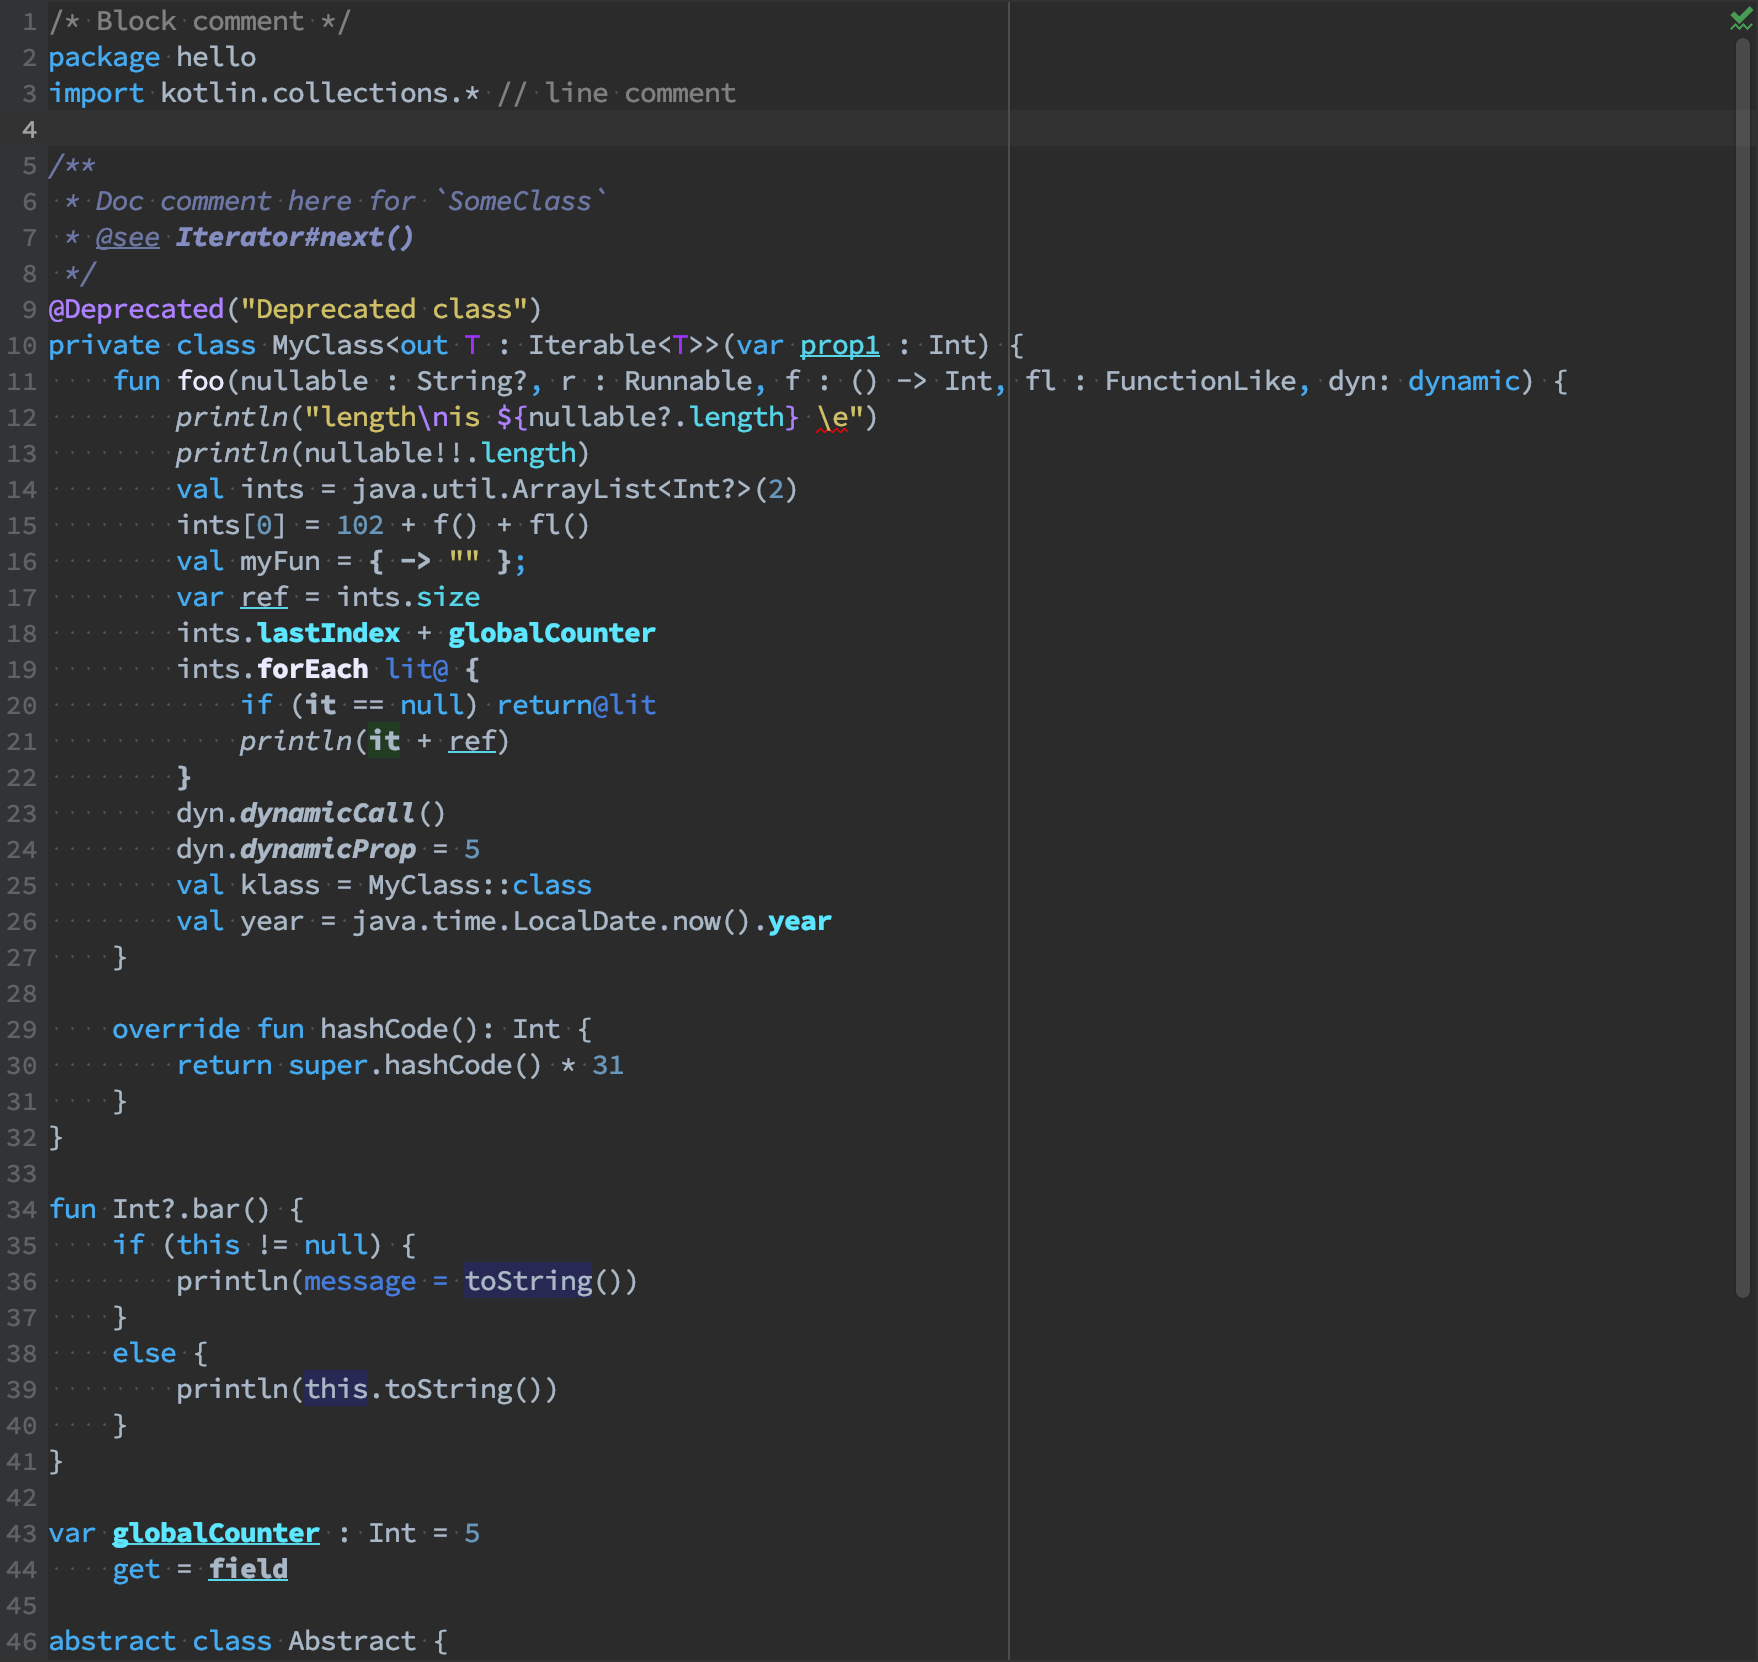 1 /* Block comment */
2 package hello
3 import kotlin.collections.* // line comment
4
5 /**
6  * Doc comment here for `SomeClass`
7  * @see Iterator#next()
8  */
9 @Deprecated("Deprecated class")
10 private class MyClass<out T : Iterable<T>>(var prop1 : Int) {
11     fun foo(nullable : String?, r : Runnable, f : () -> Int, fl : FunctionLike, dyn: dynamic) {
12         println("length\nis ${nullable?.length} \e")
13         println(nullable!!.length)
14         val ints = java.util.ArrayList<Int?>(2)
15         ints[0] = 102 + f() + fl()
16         val myFun = { -> "" };
17         var ref = ints.size
18         ints.lastIndex + globalCounter
19         ints.forEach lit@ {
20             if (it == null) return@lit
21             println(it + ref)
22         }
23         dyn.dynamicCall()
24         dyn.dynamicProp = 5
25         val klass = MyClass::class
26         val year = java.time.LocalDate.now().year
27     }
28
29     override fun hashCode(): Int {
30         return super.hashCode() * 31
31     }
32 }
33
34 fun Int?.bar() {
35     if (this != null) {
36         println(message = toString())
37     }
38     else {
39         println(this.toString())
40     }
41 }
42
43 var globalCounter : Int = 5
44     get = field
45
46 abstract class Abstract {